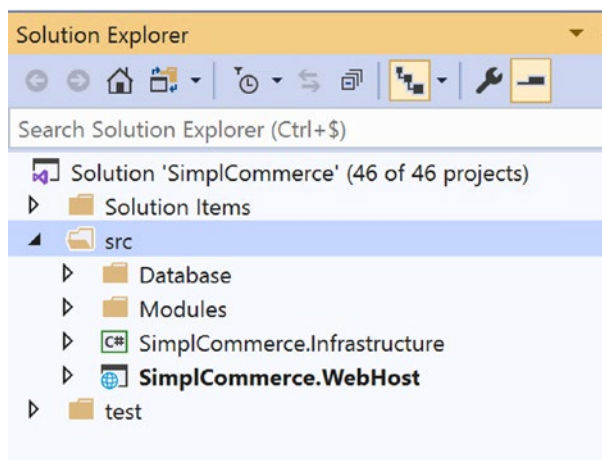 Solution Explorer
Search Solution Explorer (Ctrl+$)
Solution 'SimplCommerce' (46 of 46 projects)
Solution Items
src
Database
Modules
C# SimplCommerce.Infrastructure
SimplCommerce.WebHost
test